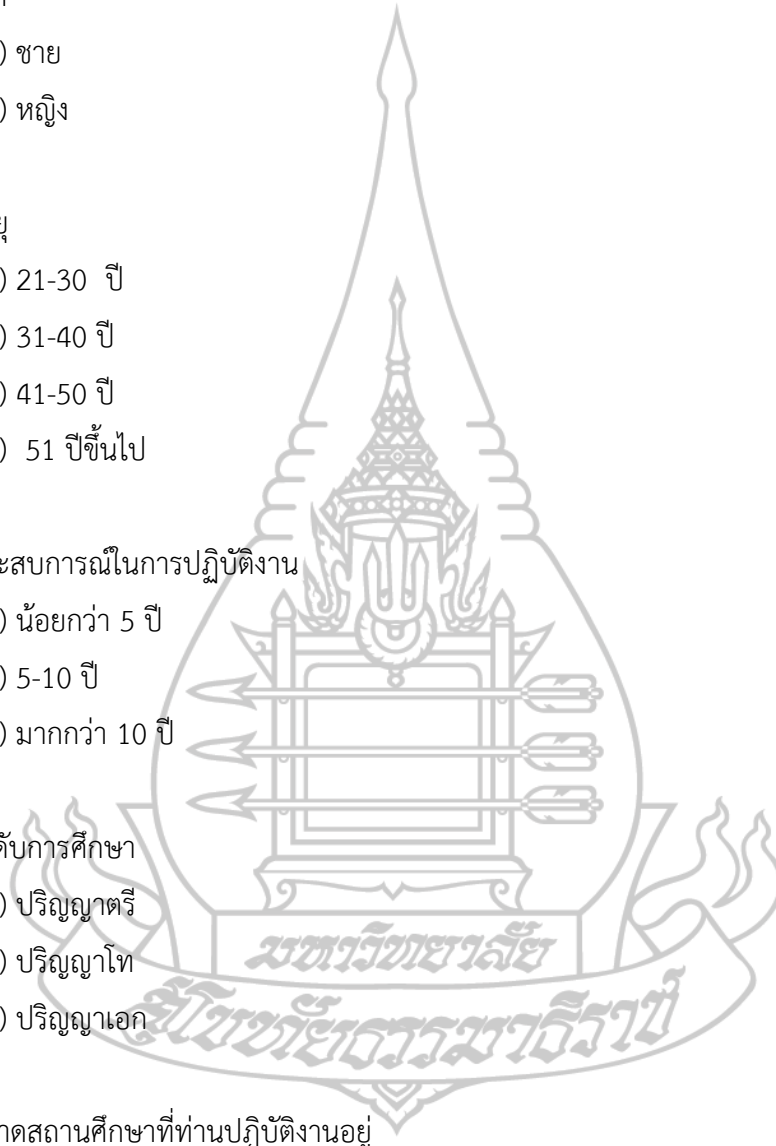 ) ชาย
) หญิง
) 21-30 ปี
) 31-40 ปี
) 41-50 ปี
) 51 ปีขึ้นไป
ะสบการณ์ในการปฏิบัติงาน
) น้อยกว่า 5 ปี
) 5-10 ปี
) มากกว่า 10 ปี
ดับการศึกษา
) ปริญญาตรี
) ปริญญาโท
) ปริญญาเอก
าดสถานศึกษาที่ท่านปฏิบัติงานอยู่
มหาวิทยาลัย
สุโขทัยธรรมาธิราช